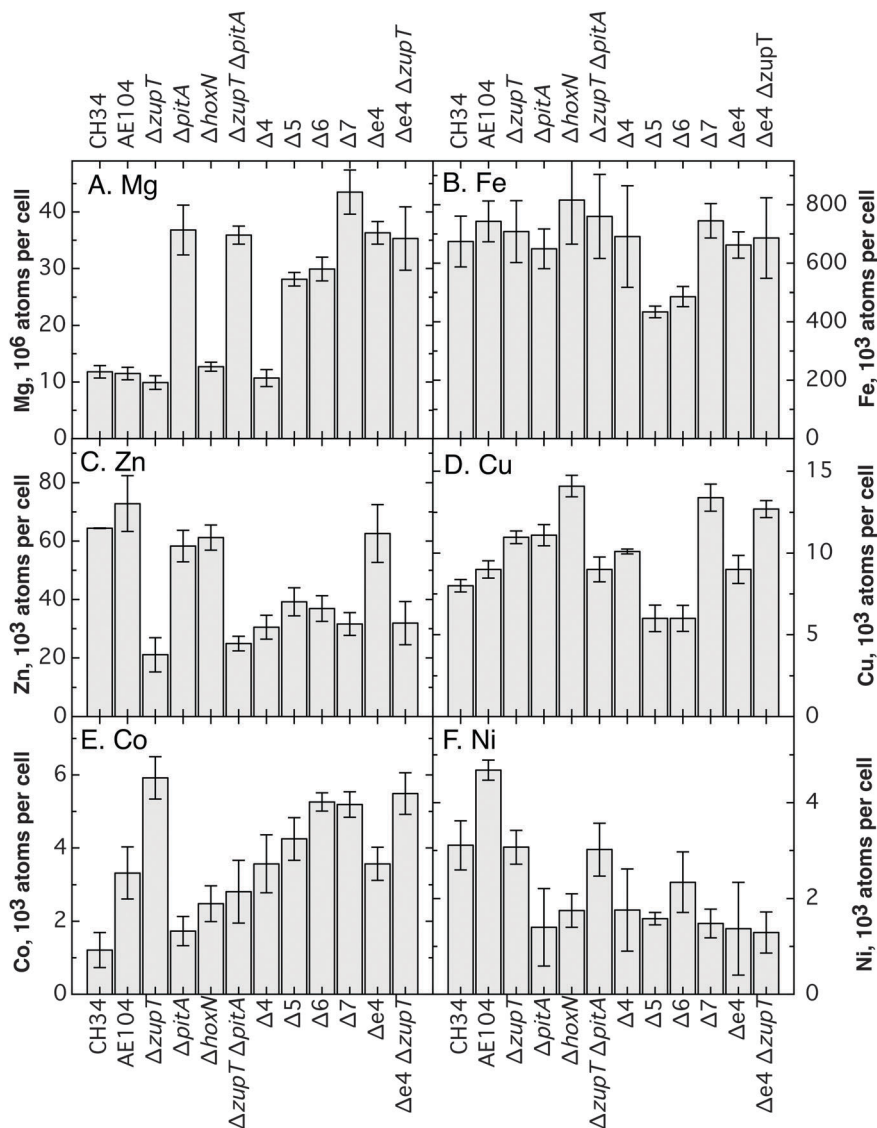 CH34
AE104
ΔzupT
ΔpitA
ΔhoxN
ΔzupT ΔpitA
Δ4
Δ5
Δ6
Δ7
Δe4
Δe4 ΔzupT
A. Mg
Mg, 10³ atoms per cell
40
30
20
10
0
B. Fe
Fe, 10³ atoms per cell
800
600
400
200
0
C. Zn
Zn, 10³ atoms per cell
80
60
40
20
0
D. Cu
Cu, 10³ atoms per cell
15
10
5
0
E. Co
Co, 10³ atoms per cell
6
4
2
0
F. Ni
Ni, 10³ atoms per cell
4
2
0
CH34
AE104
ΔzupT
ΔpitA
ΔhoxN
ΔzupT ΔpitA
Δ4
Δ5
Δ6
Δ7
Δe4
Δe4 ΔzupT
CH34
AE104
ΔzupT
ΔpitA
ΔhoxN
ΔzupT ΔpitA
Δ4
Δ5
Δ6
Δ7
Δe4
Δe4 ΔzupT
CH34
AE104
ΔzupT
ΔpitA
ΔhoxN
ΔzupT ΔpitA
Δ4
Δ5
Δ6
Δ7
Δe4
Δe4 ΔzupT